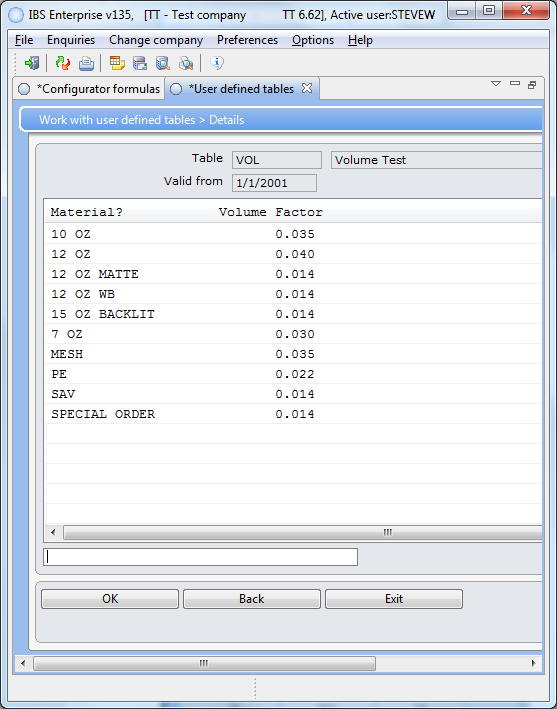 IBS Enterprise v135, [TT - Test company TT 6.62], Active user:STEVEW
File Enquiries Change company Preferences Options Help
*Configurator formulas *User defined tables
Work with user defined tables > Details
Table VOL Volume Test
Valid from 1/1/2001
Material? Volume Factor
10 OZ 0.035
12 OZ 0.040
12 OZ MATTE 0.014
12 OZ WB 0.014
15 OZ BACKLIT 0.014
7 OZ 0.030
MESH 0.035
PE 0.022
SAV 0.014
SPECIAL ORDER 0.014
OK Back Exit